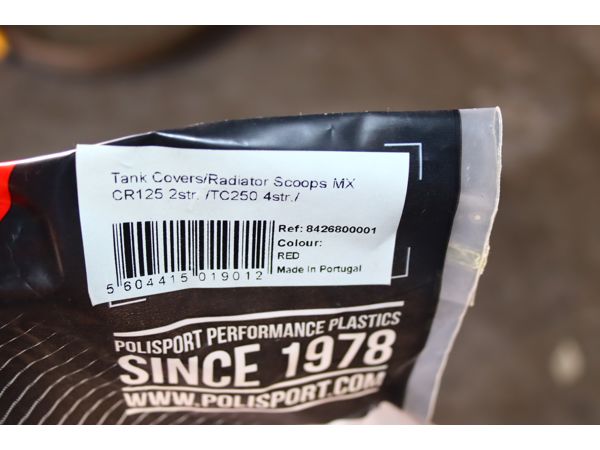 Tank Covers/Radiator Scoops MX
CR125 2str. /TC250 4str./
Ref: 8426800001
Colour:
RED
Made in Portugal
5 604415 019012
POLISPORT PERFORMANCE PLASTICS
SINCE 1978
WWW.POLISPORT.COM